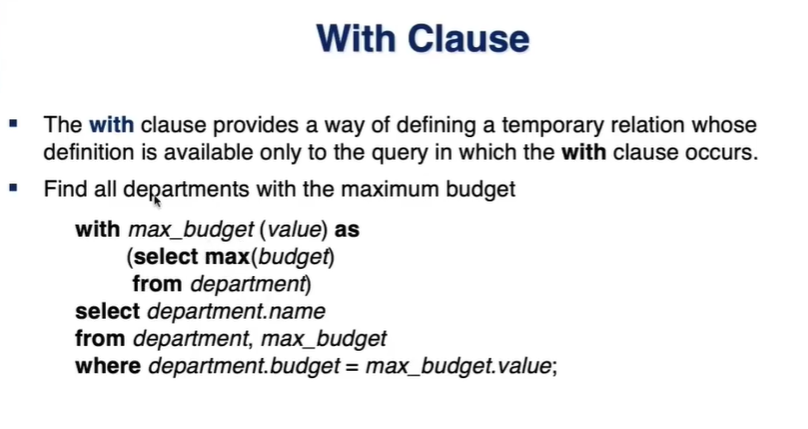 With Clause
The with clause provides a way of defining a temporary relation whose
definition is available only to the query in which the with clause occurs.
Find all departments with the maximum budget
with max_budget (value) as
(select max(budget)
from department)
select department.name
from department, max_budget
where department.budget = max_budget.value;